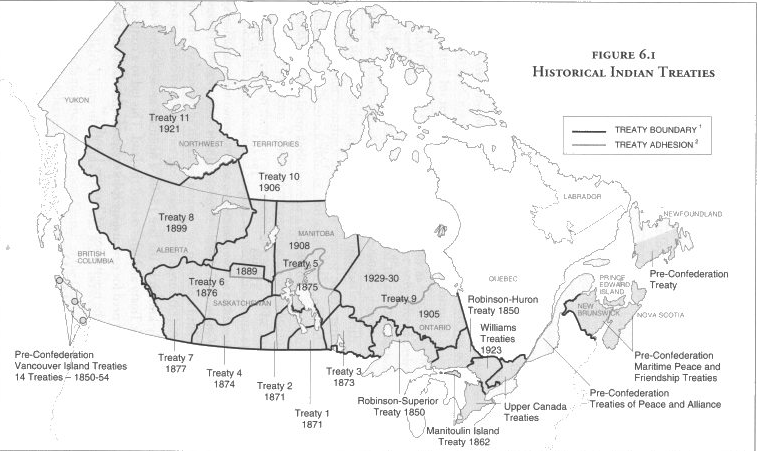 FIGURE 6.1
HISTORICAL INDIAN TREATIES
TREATY BOUNDARY 1
TREATY ADHESION 2
YUKON
Treaty 11
1921
NORTHWEST TERRITORIES
Treaty 10
1906
Treaty 8
1899
ALBERTA
BRITISH
COLUMBIA
MANITOBA
1908
Treaty 5
1875
1889
Treaty 6
1876
SASKATCHEWAN
1929-30
Treaty 9
1905
ONTARIO
QUEBEC
LABRADOR
NEWFOUNDLAND
Pre-Confederation
Treaty
PRINCE
EDWARD
ISLAND
NEW
BRUNSWICK
NOVA SCOTIA
Robinson-Huron
Treaty 1850
Williams
Treaties
1923
Pre-Confederation
Vancouver Island Treaties
14 Treaties – 1850-54
Treaty 7
1877
Treaty 4
1874
Treaty 2
1871
Treaty 1
1871
Treaty 3
1873
Robinson-Superior
Treaty 1850
Manitoulin Island
Treaty 1862
Upper Canada
Treaties
Pre-Confederation
Maritime Peace and
Friendship Treaties
Pre-Confederation
Treaties of Peace and Alliance